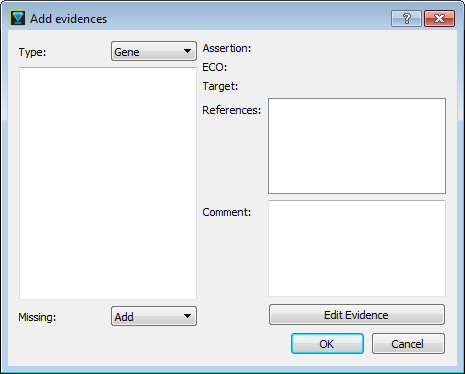 Add evidences
Type: Gene
Assertion:
ECO:
Target:
References:
Comment:
Missing: Add
Edit Evidence
OK Cancel